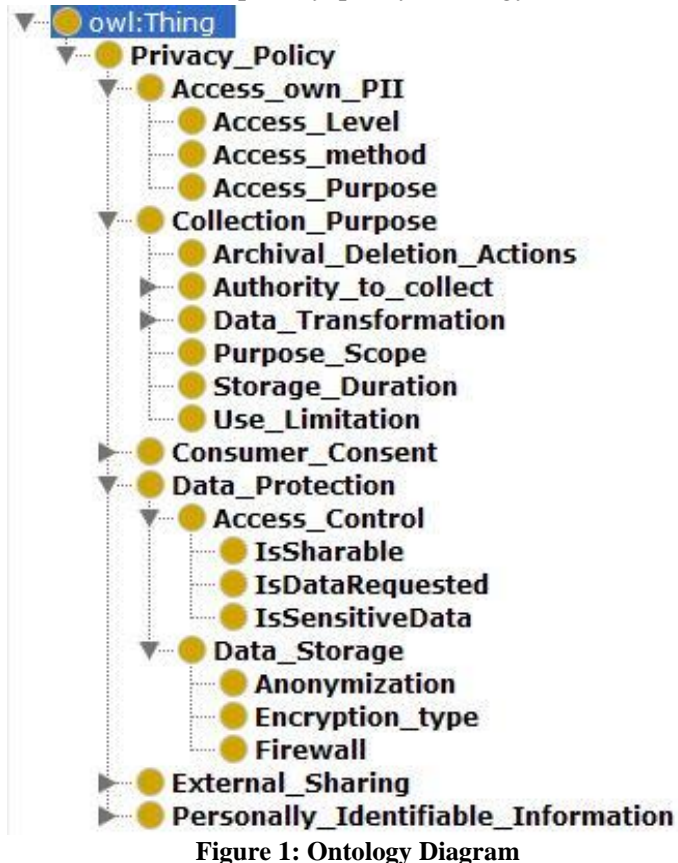 owl:Thing
Privacy_Policy
Access_own_PII
Access_Level
Access_method
Access_Purpose
Collection_Purpose
Archival_Deletion_Actions
Authority_to_collect
Data_Transformation
Purpose_Scope
Storage_Duration
Use_Limitation
Consumer_Consent
Data_Protection
Access_Control
IsSharable
IsDataRequested
IsSensitiveData
Data_Storage
Anonymization
Encryption_type
Firewall
External_Sharing
Personally_Identifiable_Information
Figure 1: Ontology Diagram